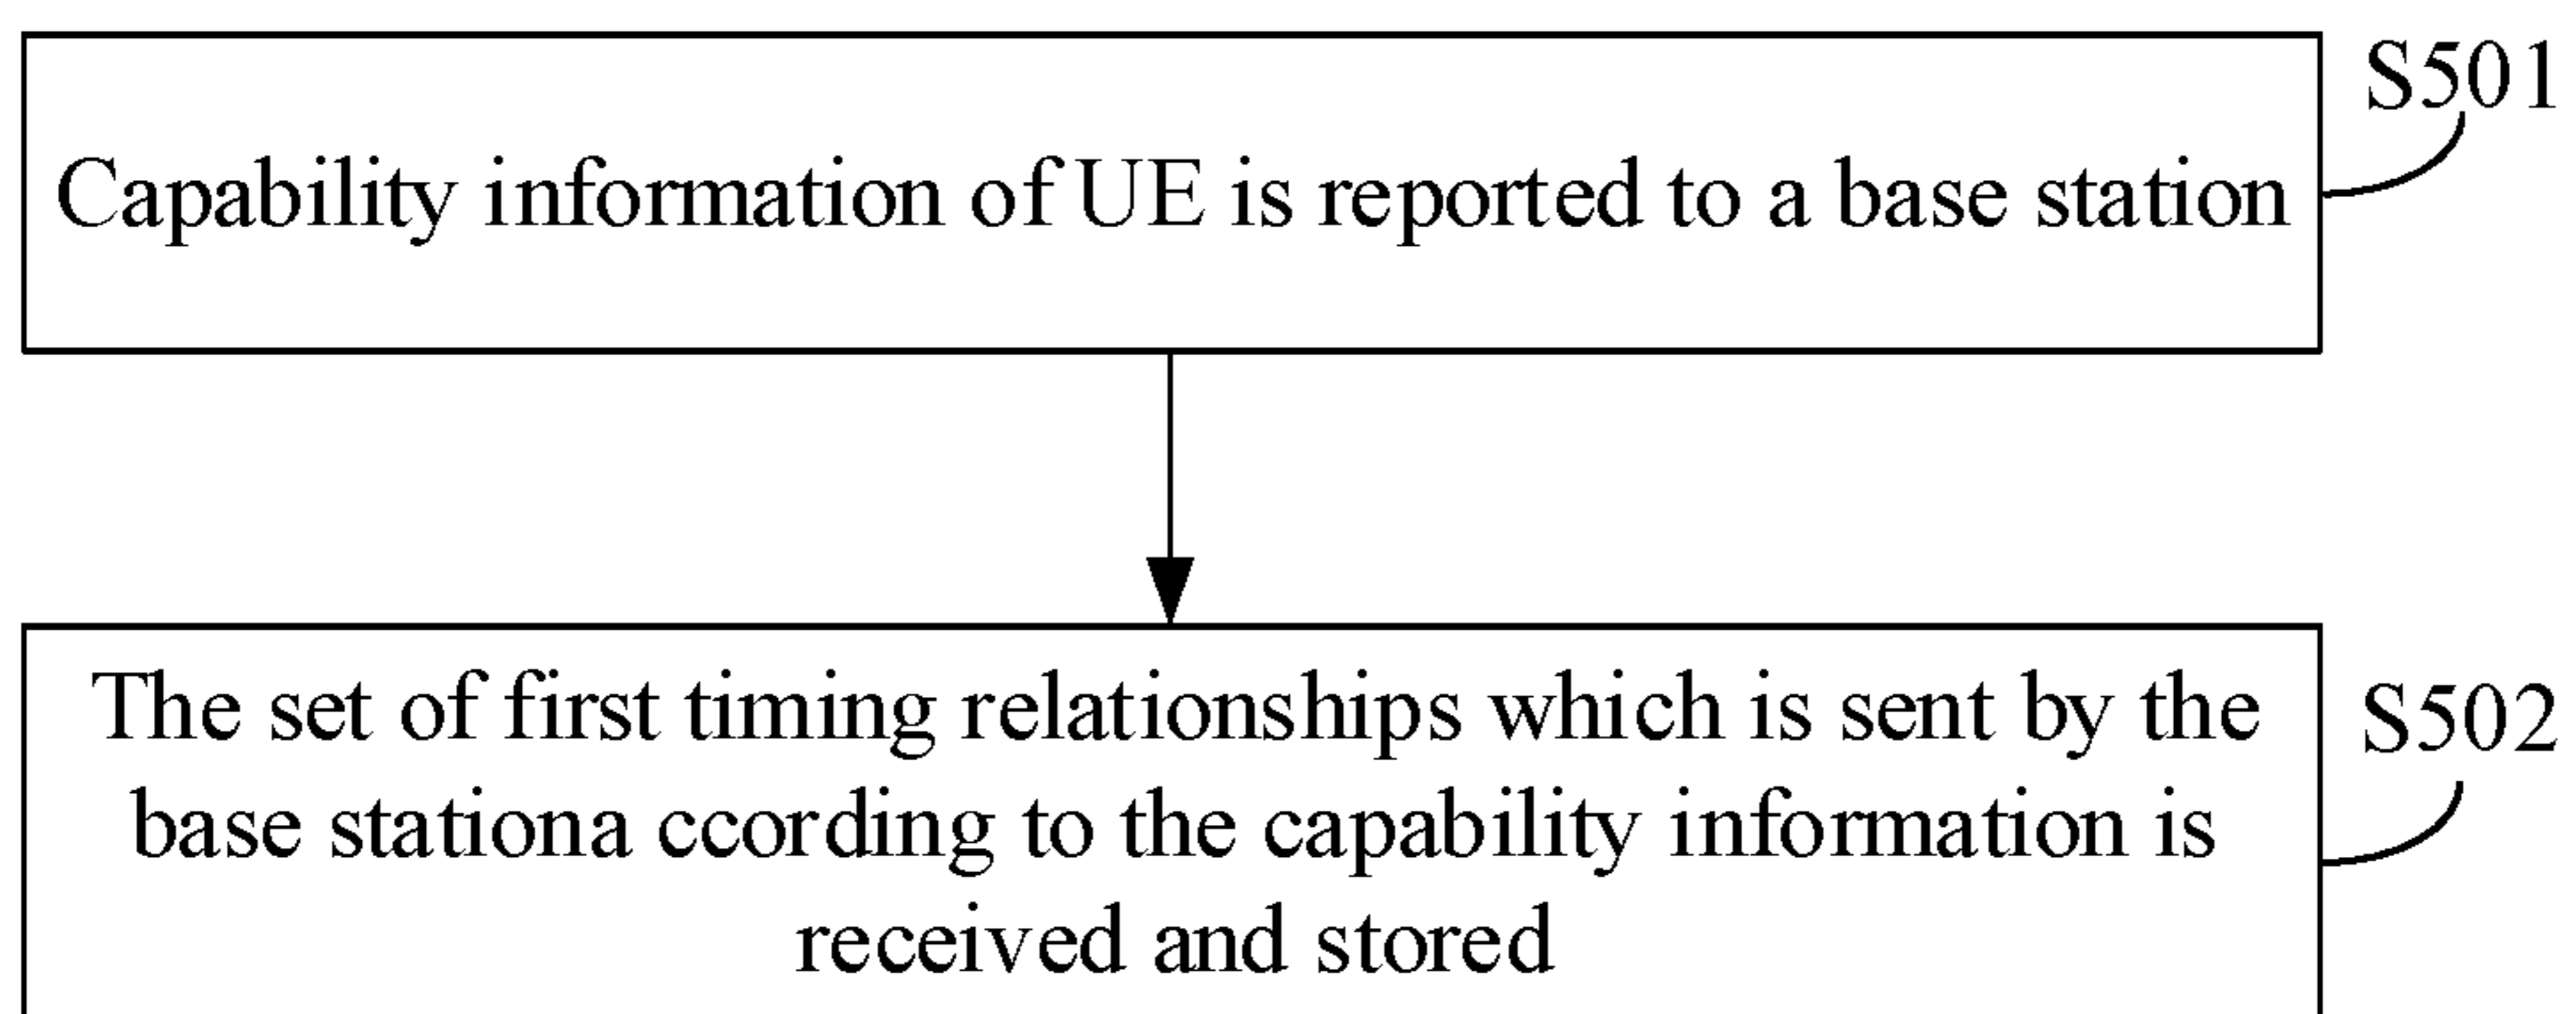 S501
Capability information of UE is reported to a base station
The set of first timing relationships which is sent by the
S502
base stationa ccording to the capability information is
received and stored